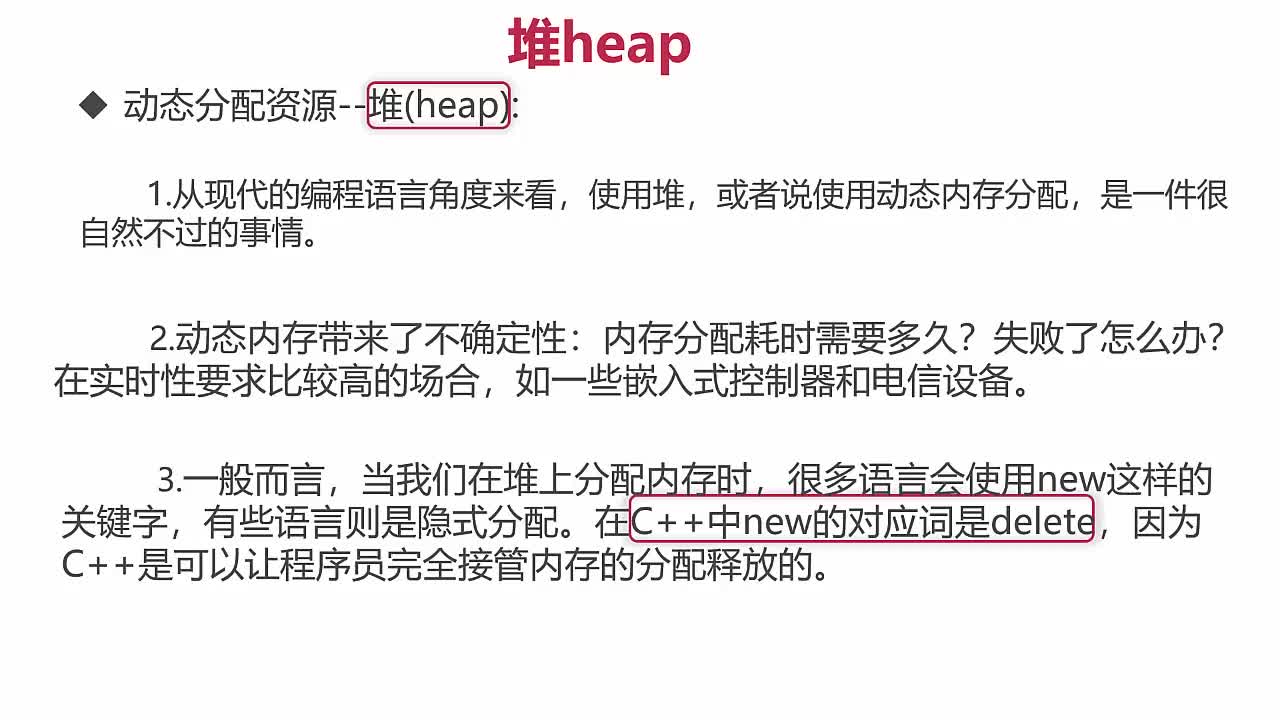 堆heap
◆ 动态分配资源--堆(heap):
1.从现代的编程语言角度来看，使用堆，或者说使用动态内存分配，是一件很
自然不过的事情。
2.动态内存带来了不确定性：内存分配耗时需要多久？失败了怎么办？
在实时性要求比较高的场合，如一些嵌入式控制器和电信设备。
3.一般而言，当我们在堆上分配内存时，很多语言会使用new这样的
关键字，有些语言则是隐式分配。在C++中new的对应词是delete，因为
C++是可以让程序员完全接管内存的分配释放的。